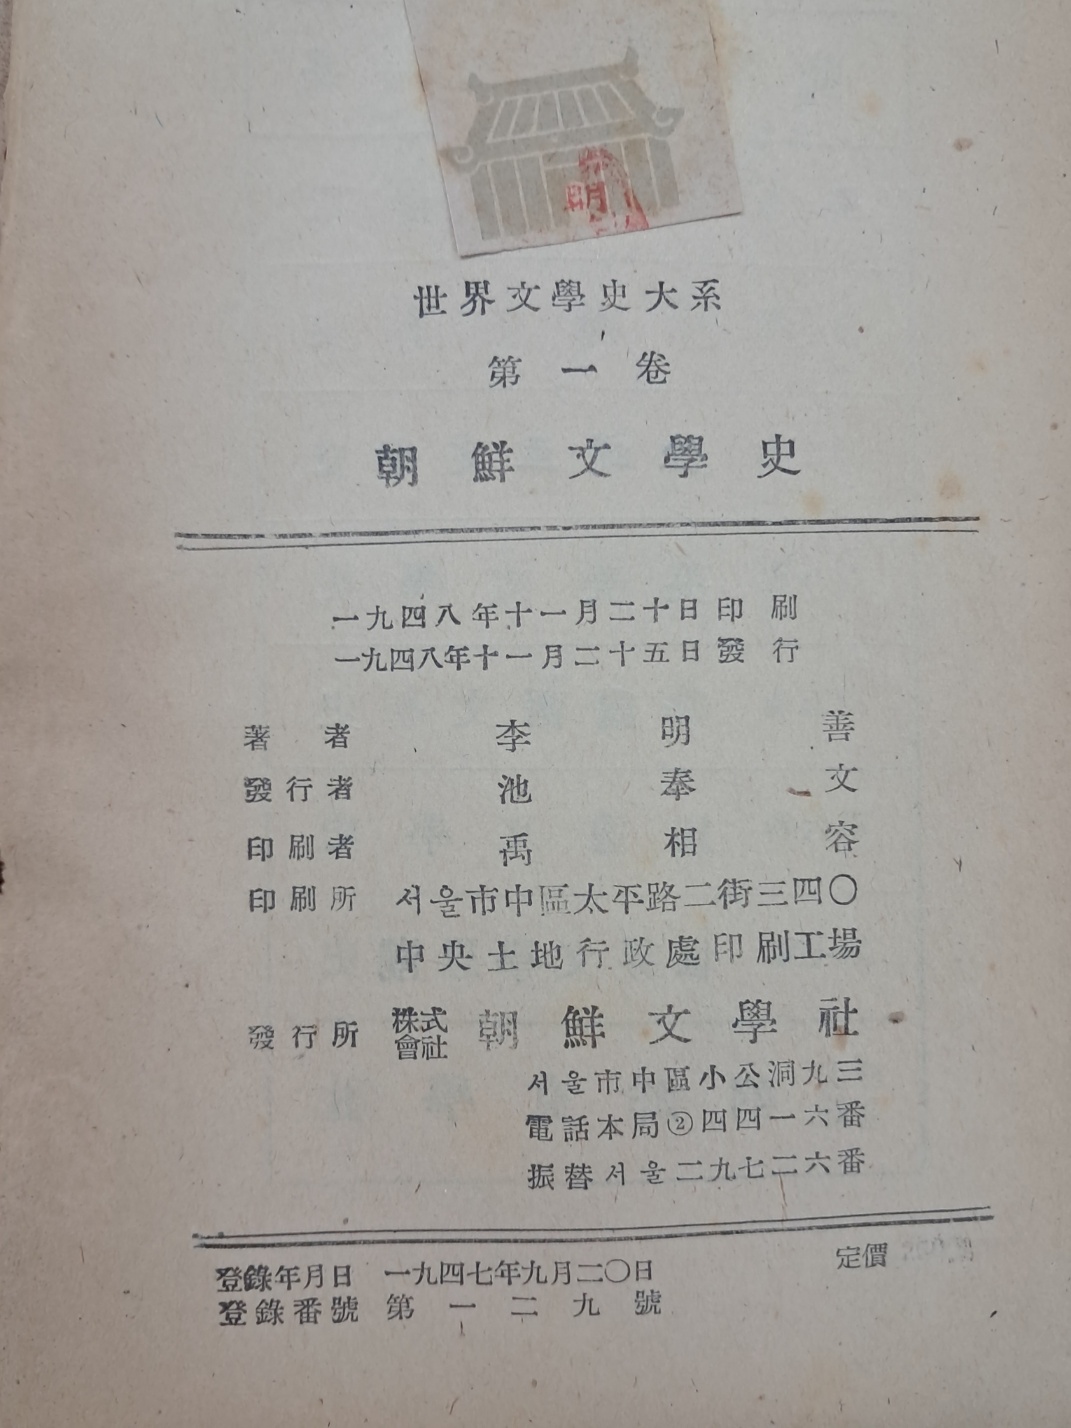 世界文學史大系
第一卷
朝鮮文學史
一九四八年十一月二十日印刷
一九四八年十一月二十五日發行
著者 李明善
發行者 池奉文
印刷者 禹相容
印刷所 서울市中區太平路二街三四〇
中央土地行政處印刷工場
發行所 株式會社 朝鮮文學社
서울市中區小公洞九三
電話本局②四四一六番
振替서울二九七二六番
定價
登錄年月日 一九四七年九月二〇日
登錄番號 第一二九號